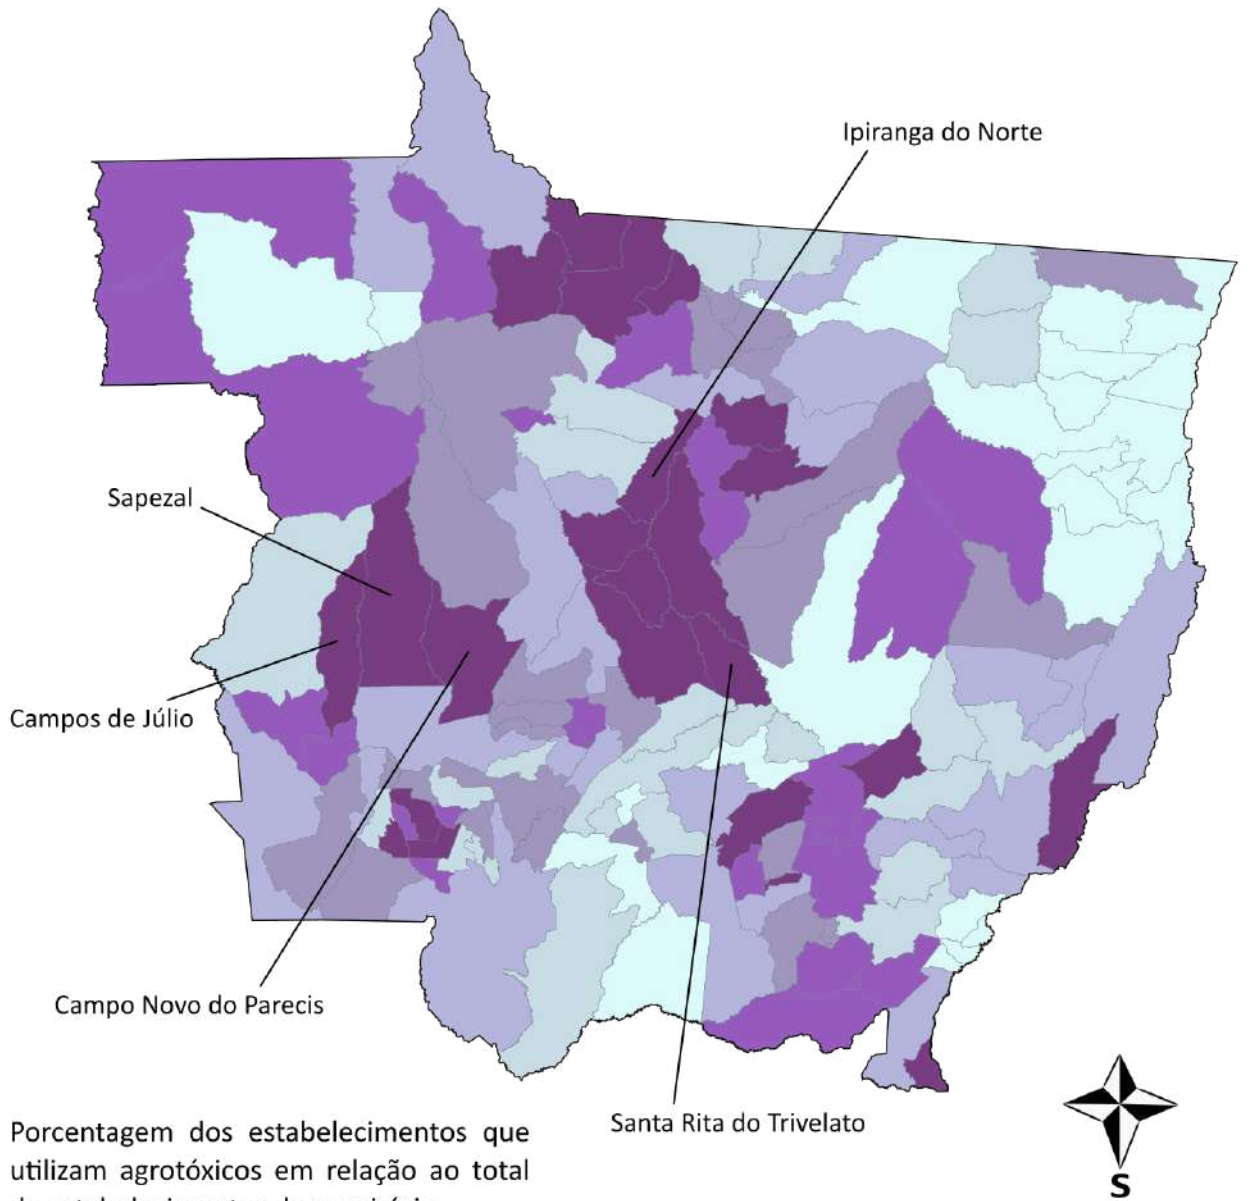 Ipiranga do Norte
Sapezal
Campos de Júlio
Campo Novo do Parecis
Santa Rita do Trivelato
Porcentagem dos estabelecimentos que
utilizam agrotóxicos em relação ao total
S